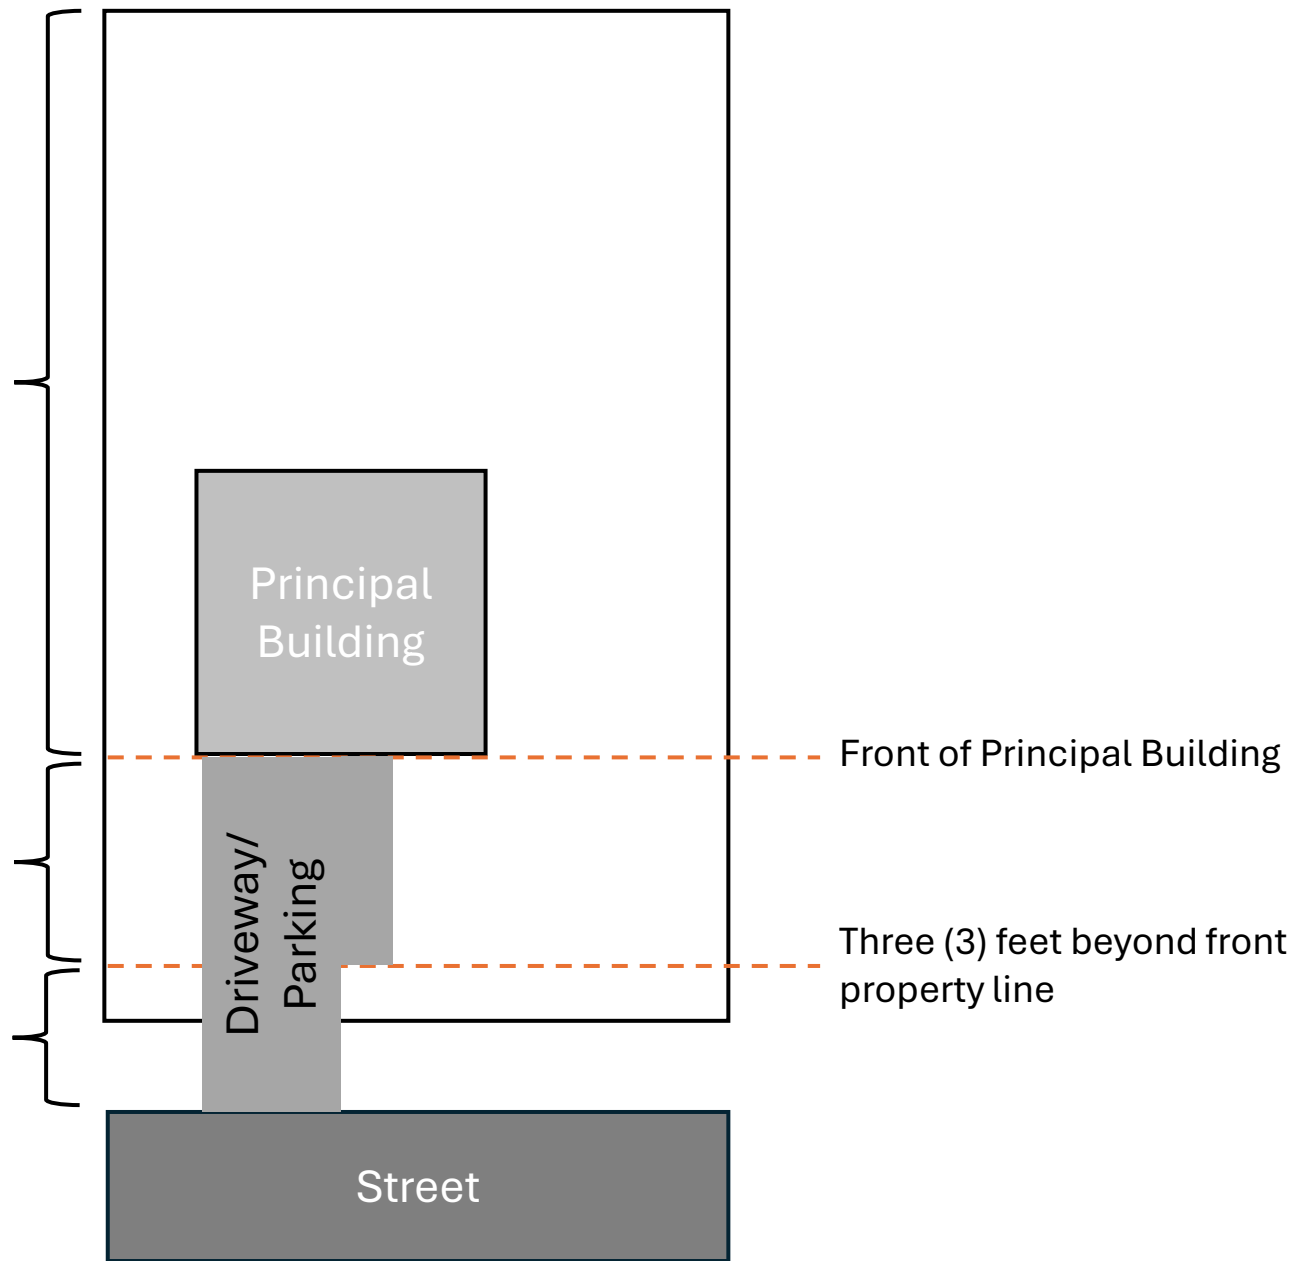 Principal
Building
Front of Principal Building
Driveway/
Parking
Three (3) feet beyond front
property line
Street